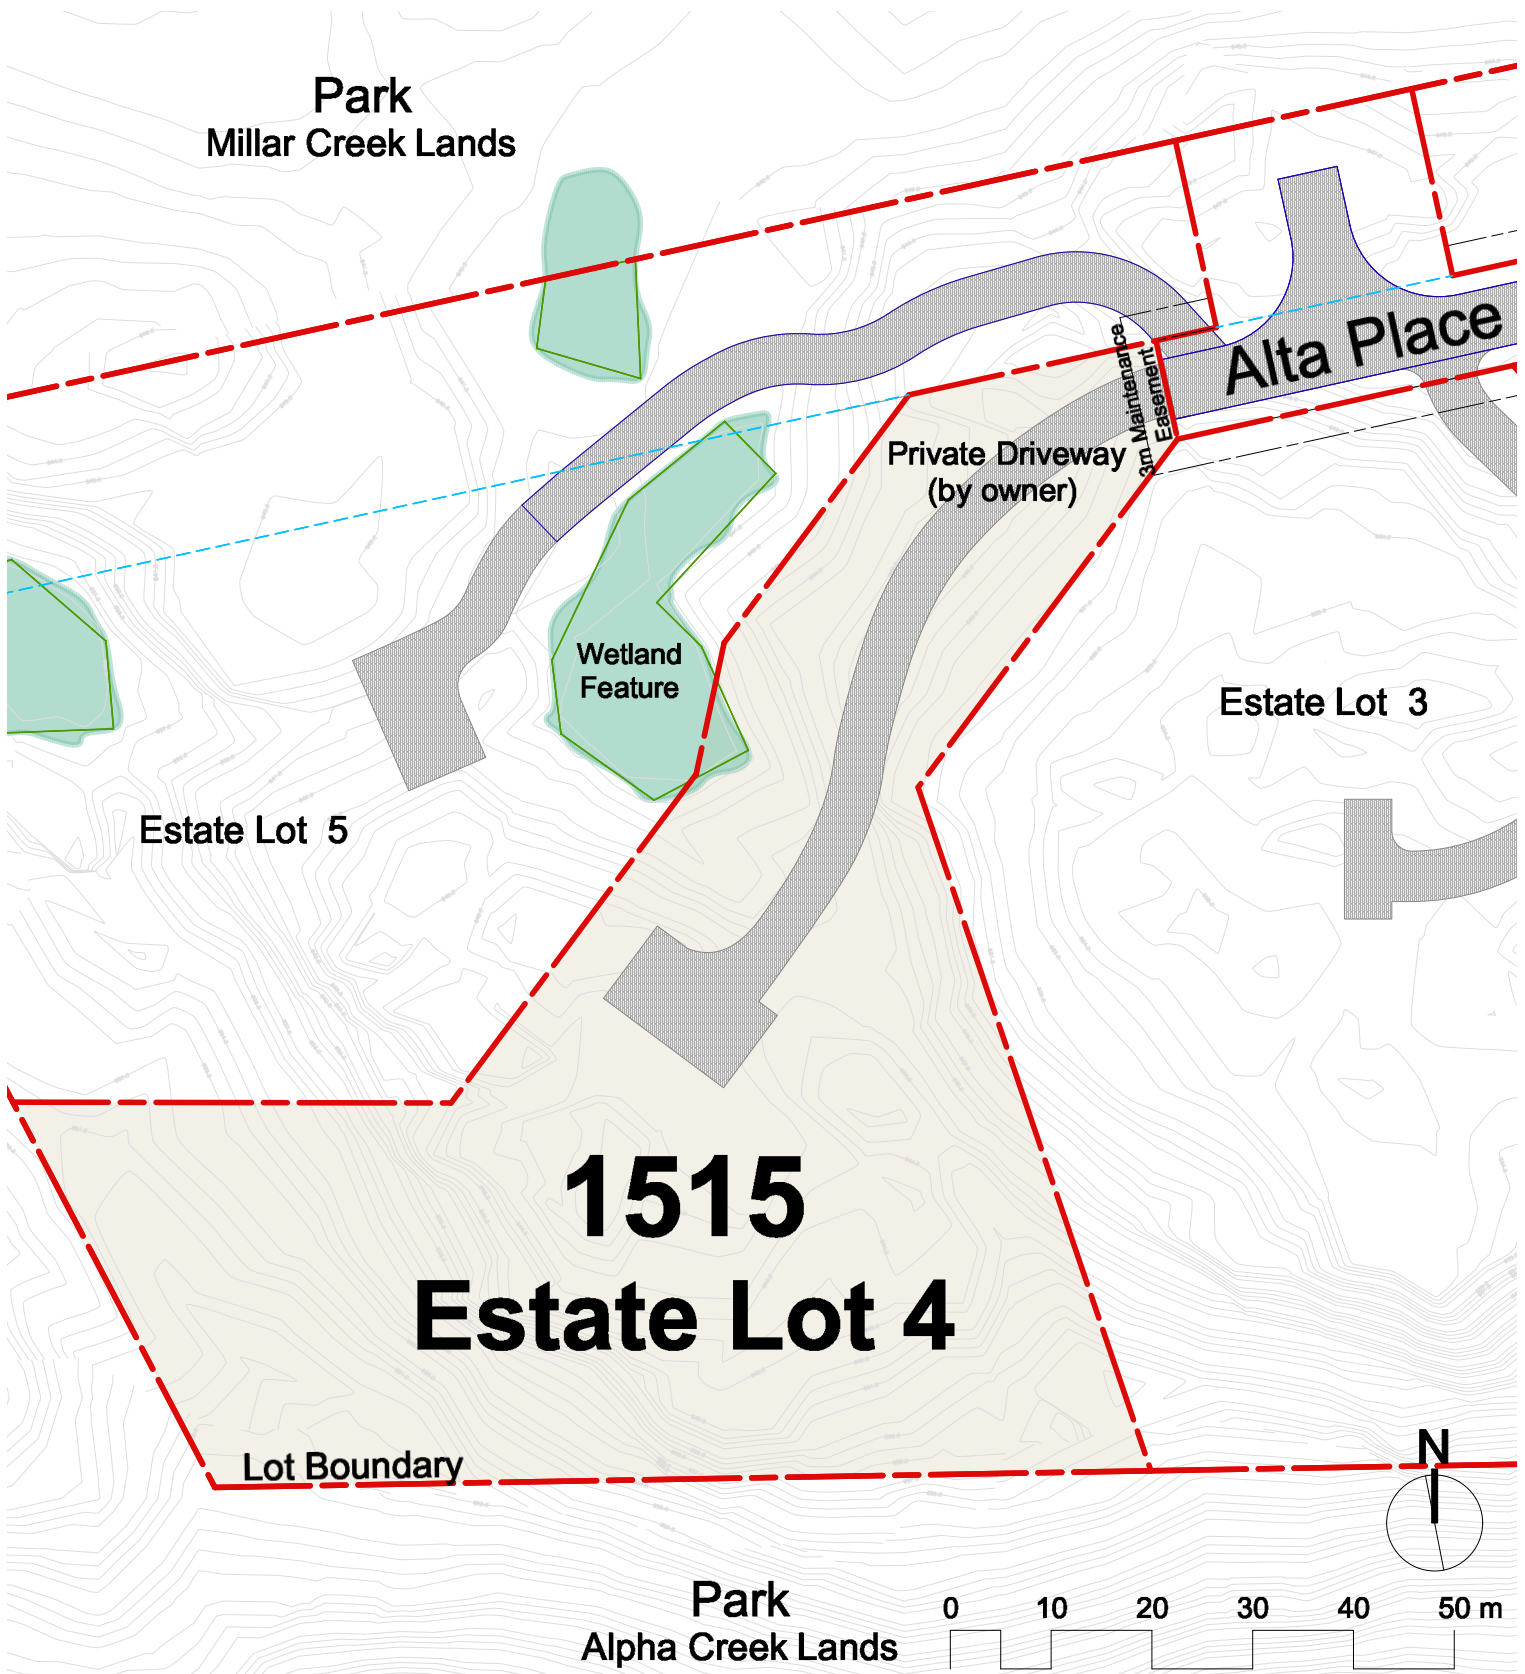 Park
Millar Creek Lands
Alta Place
3m Maintenance
Easement
Private Driveway
(by owner)
Wetland
Feature
Estate Lot 3
Estate Lot 5
1515
Estate Lot 4
Lot Boundary
N
Park
Alpha Creek Lands
0 10 20 30 40 50 m